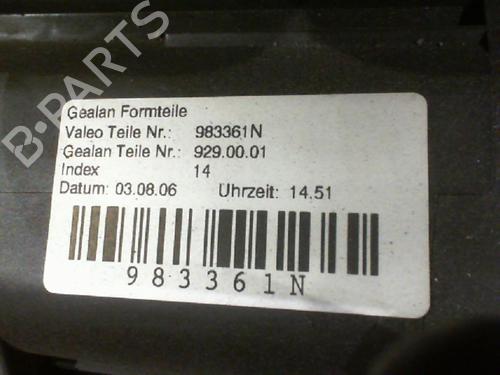 B-PARTS
Gealan Formteile
Valeo Teile Nr.: 983361N
Gealan Teile Nr.: 929.00.01
Index 14
Datum: 03.08.06 Uhrzeit: 14.51
983361N